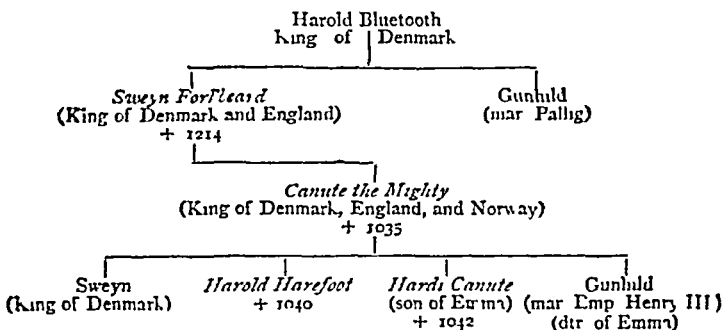 Harold Bluetooth
King of Denmark
Sweyn Gunhild
(King of Denmark and England) (mar Pallig)
+ 1214
Canute the Mighty
(King of Denmark, England, and Norway)
+ 1035
Sweyn Harold Harefoot Hardi Canute Gunhild
(King of Denmark) + 1040 (son of Emma) (mar Emp Henry III)
+ 1042 (dtr of Emma)